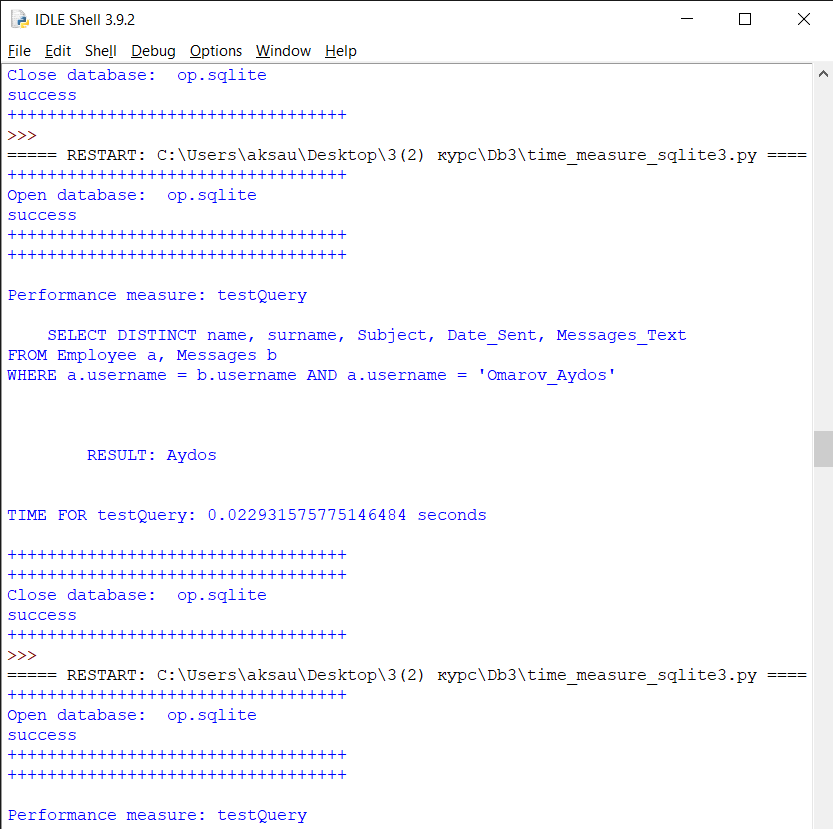 IDLE Shell 3.9.2
File Edit Shell Debug Options Window Help
Close database:  op.sqlite
success
++++++++++++++++++++++++++++++++++
>>>
===== RESTART: C:\Users\aksau\Desktop\3(2) курс\Db3\time_measure_sqlite3.py ====
++++++++++++++++++++++++++++++++++
Open database:  op.sqlite
success
++++++++++++++++++++++++++++++++++
++++++++++++++++++++++++++++++++++
Performance measure: testQuery
SELECT DISTINCT name, surname, Subject, Date_Sent, Messages_Text
FROM Employee a, Messages b
WHERE a.username = b.username AND a.username = 'Omarov_Aydos'
RESULT: Aydos
TIME FOR testQuery: 0.022931575775146484 seconds
++++++++++++++++++++++++++++++++++
++++++++++++++++++++++++++++++++++
Close database:  op.sqlite
success
++++++++++++++++++++++++++++++++++
>>>
===== RESTART: C:\Users\aksau\Desktop\3(2) курс\Db3\time_measure_sqlite3.py ====
++++++++++++++++++++++++++++++++++
Open database:  op.sqlite
success
++++++++++++++++++++++++++++++++++
++++++++++++++++++++++++++++++++++
Performance measure: testQuery